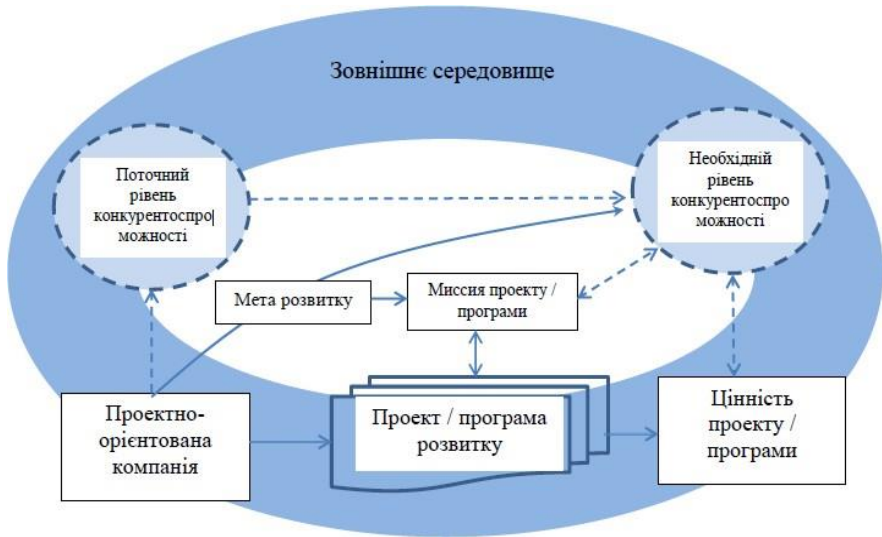 Зовнішнє середовище
Поточний
рівень
конкурентоспро
можності
Необхідній
рівень
конкурентоспро
можності
Мета розвитку
Миссия проекту /
програми
Проектно-
орієнтована
компанія
Проект / програма
розвитку
Цінність
проекту /
програми